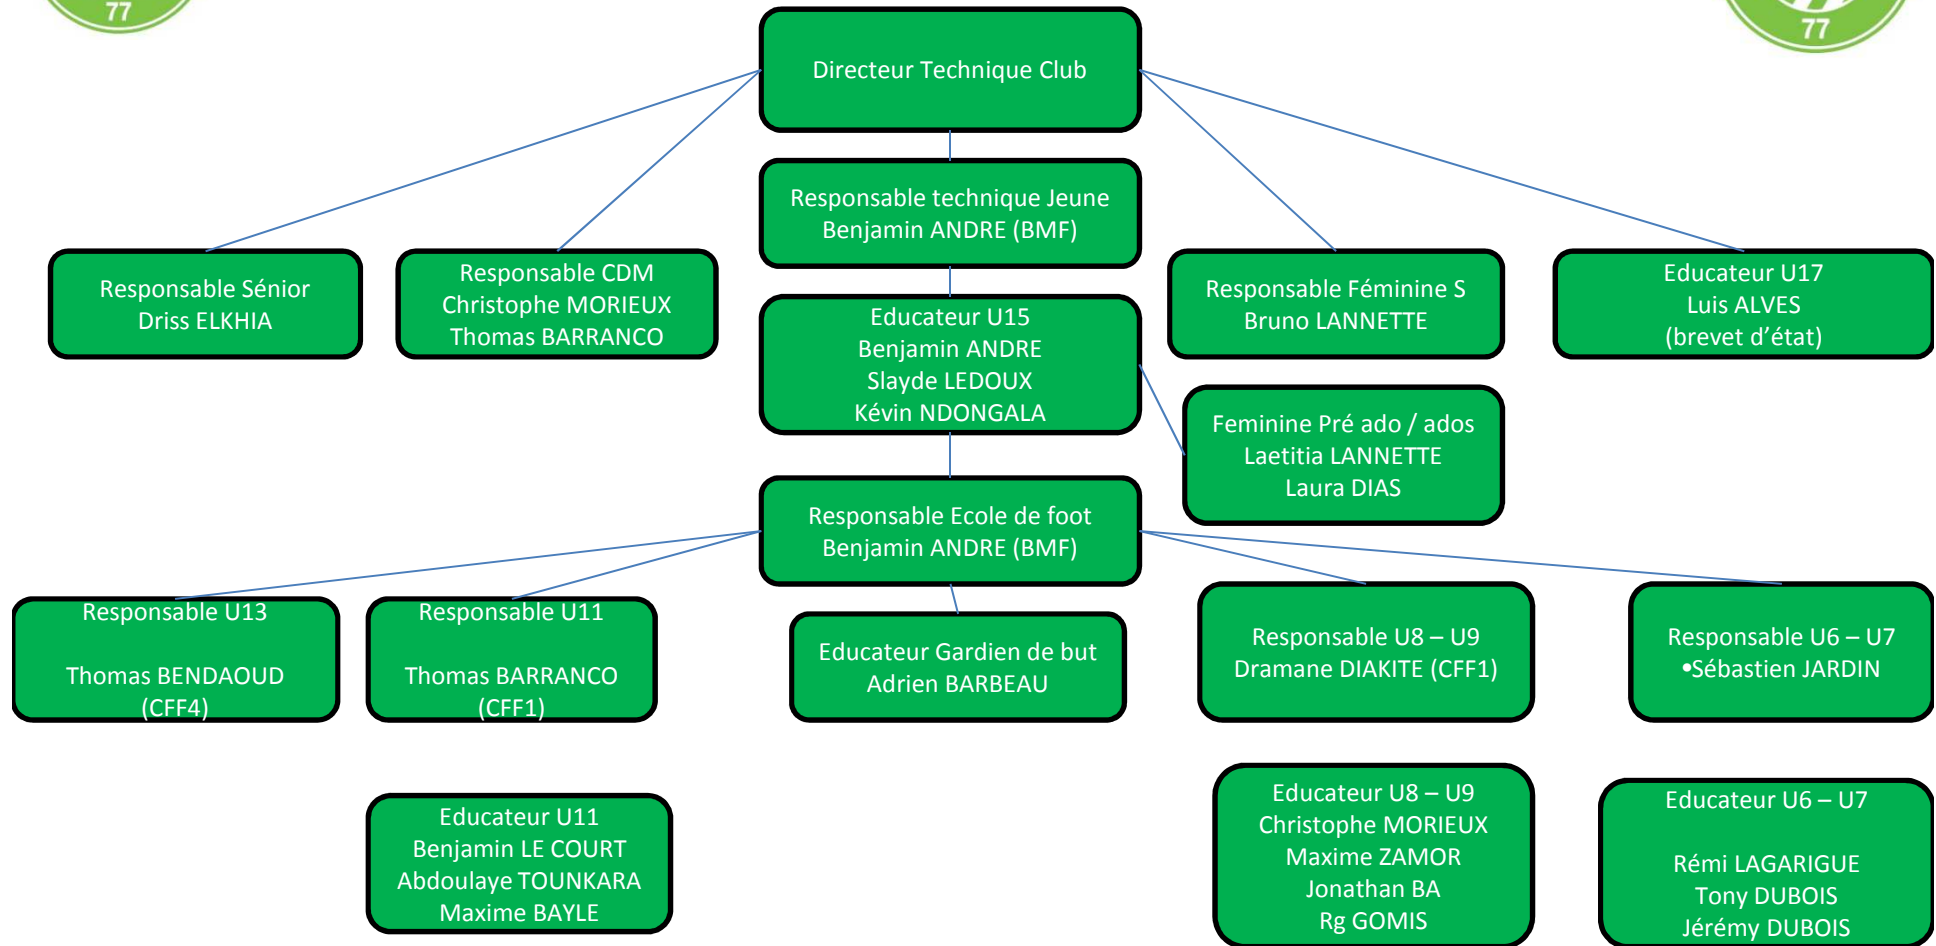 77
77
Directeur Technique Club
Responsable technique Jeune
Benjamin ANDRE (BMF)
Responsable Sénior
Driss ELKHIA
Responsable CDM
Christophe MORIEUX
Thomas BARRANCO
Educateur U15
Benjamin ANDRE
Slayde LEDOUX
Kévin NDONGALA
Responsable Féminine S
Bruno LANNETTE
Educateur U17
Luis ALVES
(brevet d’état)
Feminine Pré ado / ados
Laetitia LANNETTE
Laura DIAS
Responsable Ecole de foot
Benjamin ANDRE (BMF)
Responsable U13
Thomas BENDAOUD
(CFF4)
Responsable U11
Thomas BARRANCO
(CFF1)
Educateur Gardien de but
Adrien BARBEAU
Responsable U8 – U9
Dramane DIAKITE (CFF1)
Responsable U6 – U7
•Sébastien JARDIN
Educateur U11
Benjamin LE COURT
Abdoulaye TOUNKARA
Maxime BAYLE
Educateur U8 – U9
Christophe MORIEUX
Maxime ZAMOR
Jonathan BA
Rg GOMIS
Educateur U6 – U7
Rémi LAGARIGUE
Tony DUBOIS
Jérémy DUBOIS